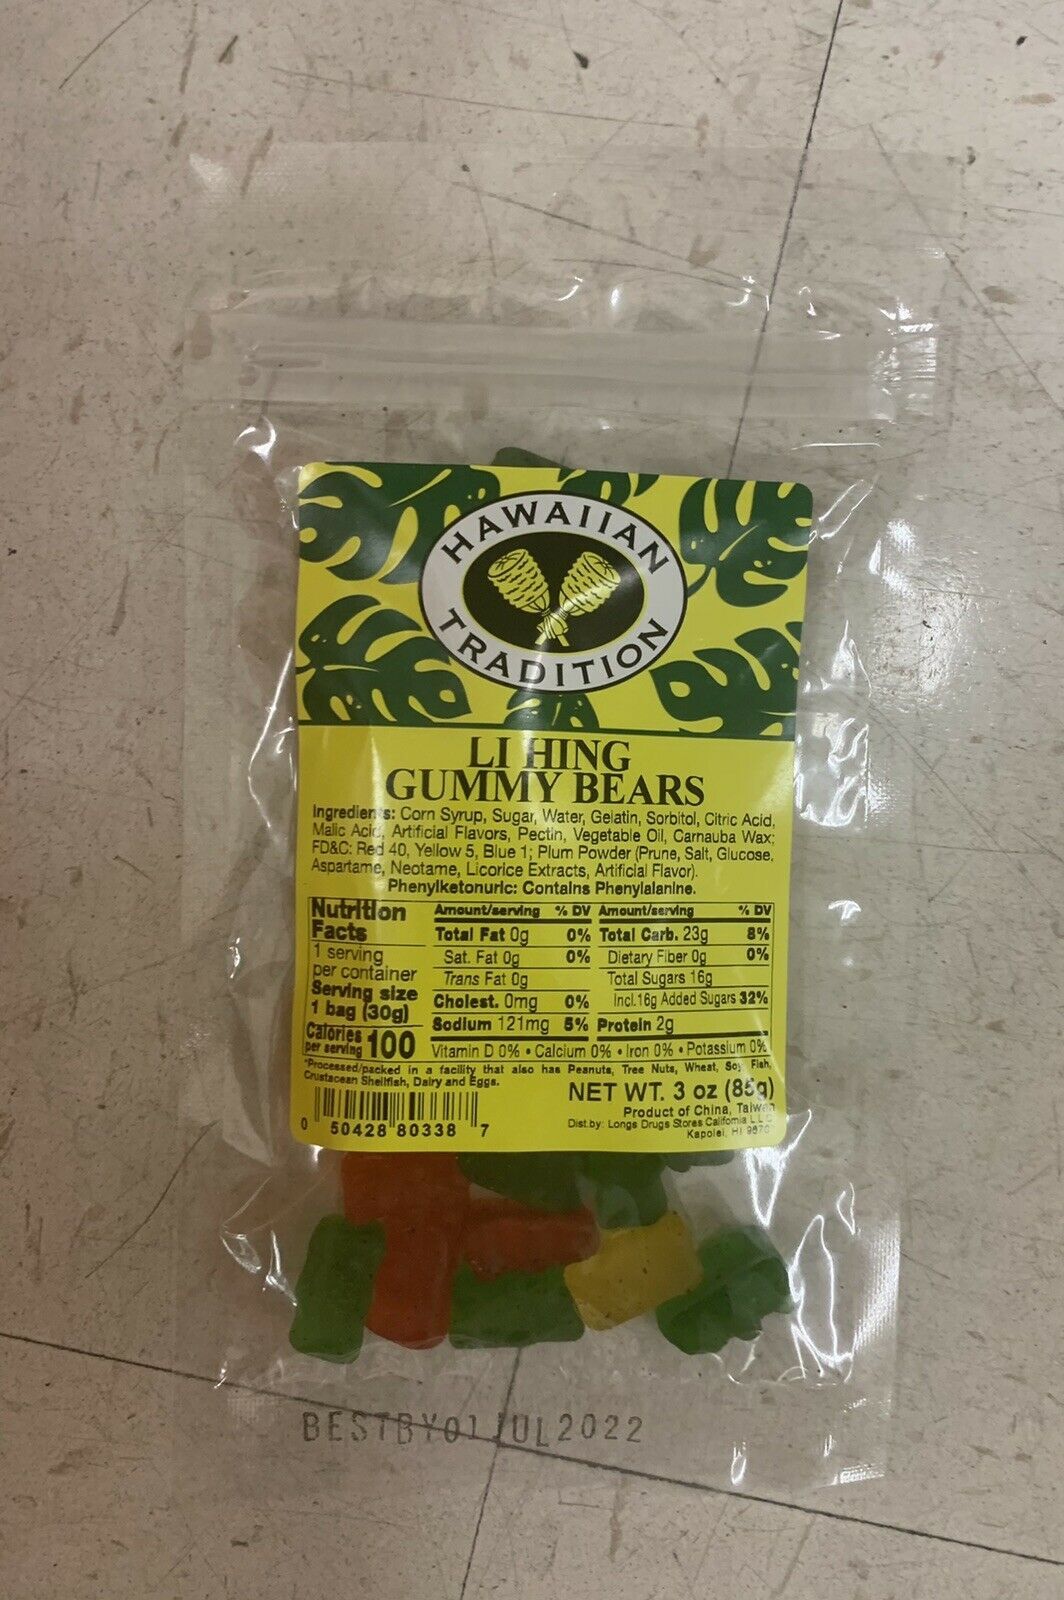 HAWAIIAN
TRADITION
LI HING
GUMMY BEARS
Ingredients: Corn Syrup, Sugar, Water, Gelatin, Sorbitol, Citric Acid,
Malic Acid, Artificial Flavors, Pectin, Vegetable Oil, Carnauba Wax;
FD&C: Red 40, Yellow 5, Blue 1; Plum Powder (Prune, Salt, Glucose,
Aspartame, Neotame, Licorice Extracts, Artificial Flavor).
Phenylketonuric: Contains Phenylalanine.
Nutrition
Facts
1 serving
per container
Serving size
1 bag (30g)
Calories
per serving 100
Amount/serving % DV
Total Fat 0g 0%
Sat. Fat 0g 0%
Trans Fat 0g
Cholest. 0mg 0%
Sodium 121mg 5%
Amount/serving % DV
Total Carb. 23g 8%
Dietary Fiber 0g 0%
Total Sugars 16g
Incl.16g Added Sugars 32%
Protein 2g
Vitamin D 0% • Calcium 0% • Iron 0% • Potassium 0%
*Processed/packed in a facility that also has Peanuts, Tree Nuts, Wheat, Soy, Fish,
Crustacean Shellfish, Dairy and Eggs.
NET WT. 3 oz (85g)
Product of China, Taiwan
Dist.by: Longs Drugs Stores California L.L.C.
Kapolei, HI
0 50428 80338 7
BEST BY 01 JUL 2022